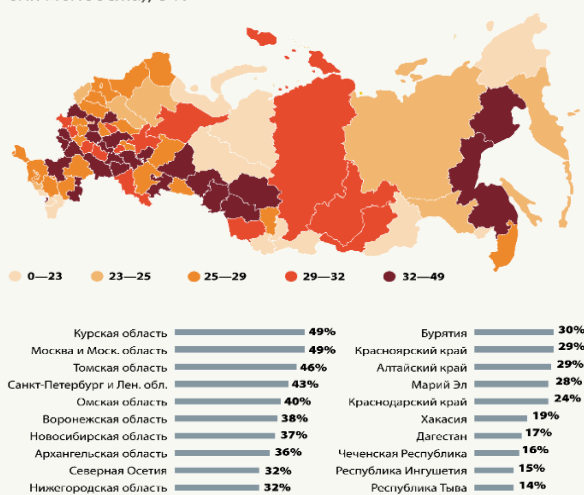 0—23
23—25
25—29
29—32
32—49
Курская область 49%
Москва и Моск. область 49%
Томская область 46%
Санкт-Петербург и Лен. обл. 43%
Омская область 40%
Воронежская область 38%
Новосибирская область 37%
Архангельская область 36%
Северная Осетия 32%
Нижегородская область 32%
Бурятия 30%
Красноярский край 29%
Алтайский край 29%
Марий Эл 28%
Краснодарский край 24%
Хакасия 19%
Дагестан 17%
Чеченская Республика 16%
Республика Ингушетия 15%
Республика Тыва 14%